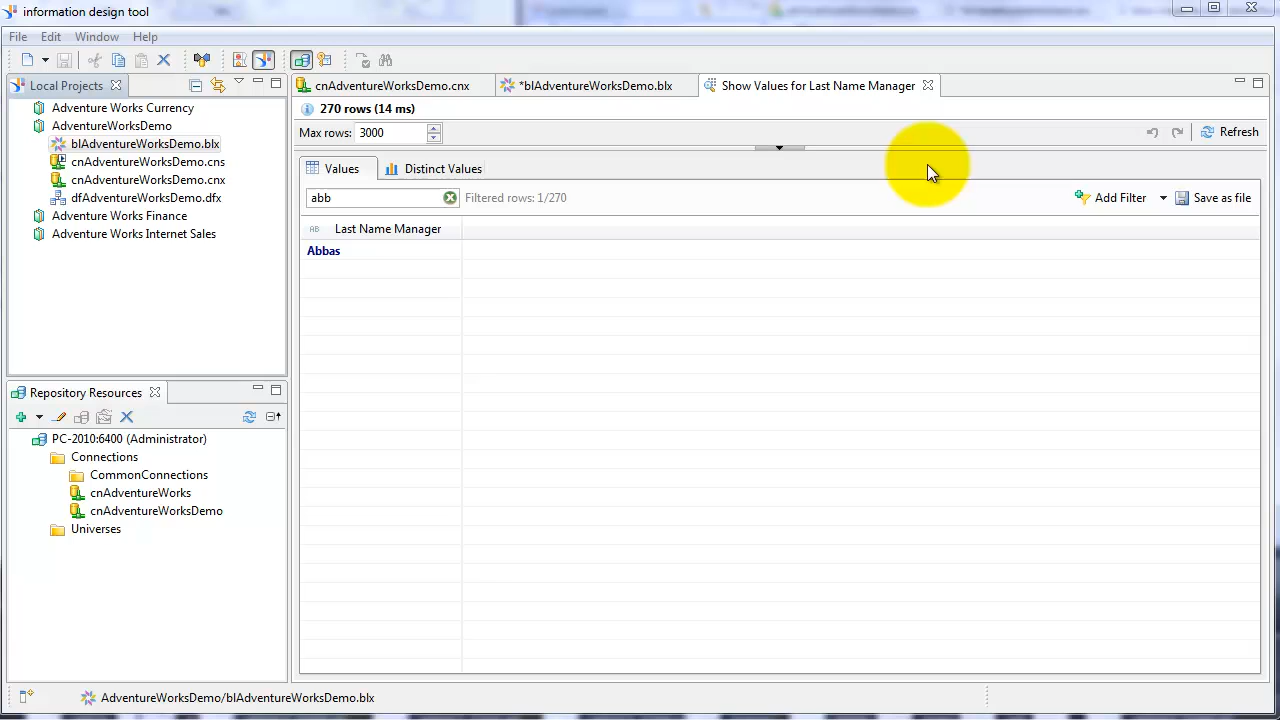 information design tool
File Edit Window Help
Local Projects
Adventure Works Currency
AdventureWorksDemo
blAdventureWorksDemo.blx
cnAdventureWorksDemo.cns
cnAdventureWorksDemo.cnx
dfAdventureWorksDemo.dfx
Adventure Works Finance
Adventure Works Internet Sales
Repository Resources
PC-2010:6400 (Administrator)
Connections
CommonConnections
cnAdventureWorks
cnAdventureWorksDemo
Universes
cnAdventureWorksDemo.cnx *blAdventureWorksDemo.blx Show Values for Last Name Manager
270 rows (14 ms)
Max rows: 3000 Refresh
Values Distinct Values
abb Filtered rows: 1/270 Add Filter Save as file
AB Last Name Manager
Abbas
AdventureWorksDemo/blAdventureWorksDemo.blx